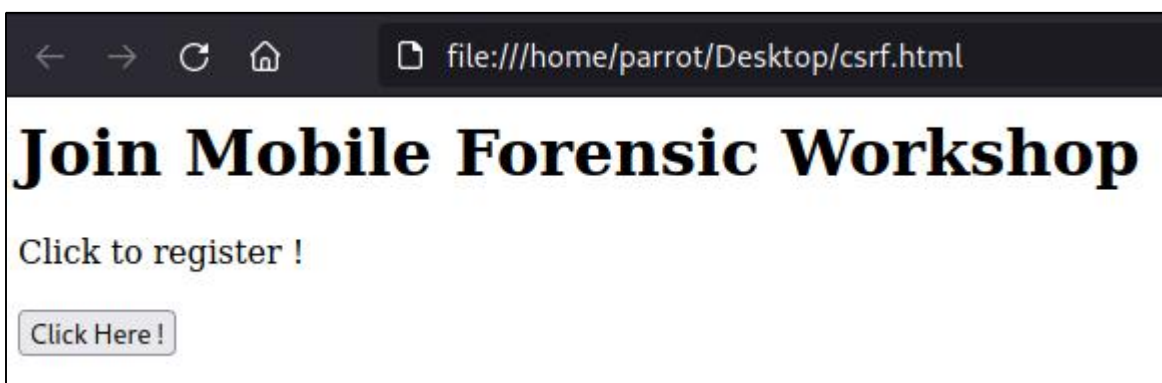 file:///home/parrot/Desktop/csrf.html
Join Mobile Forensic Workshop
Click to register !
Click Here !